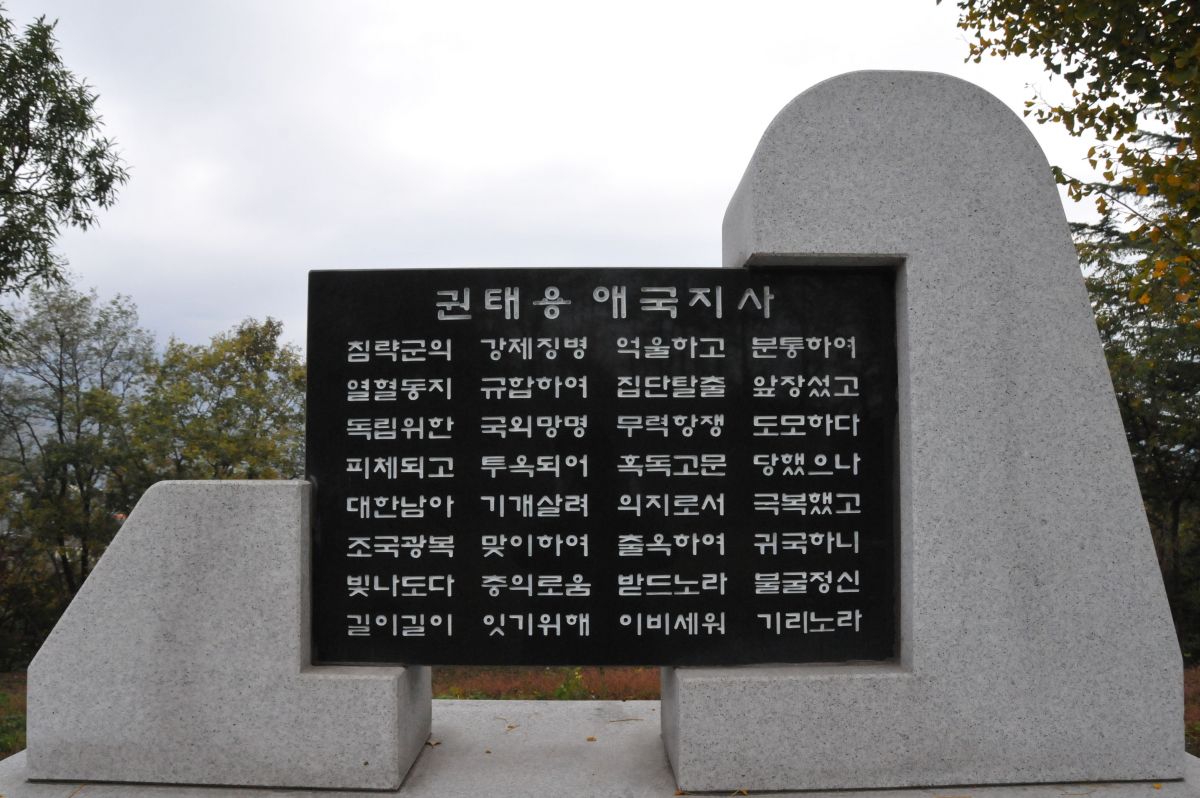 권태응 애국지사
침략군의 강제징병 억울하고 분통하여
열혈동지 규합하여 집단탈출 앞장섰고
독립위한 국외망명 무력항쟁 도모하다
피체되고 투옥되어 혹독고문 당했으나
대한남아 기개살려 의지로서 극복했고
조국광복 맞이하여 출옥하여 귀국하니
빛나도다 충의로움 받드노라 불굴정신
길이길이 잇기위해 이비세워 기리노라